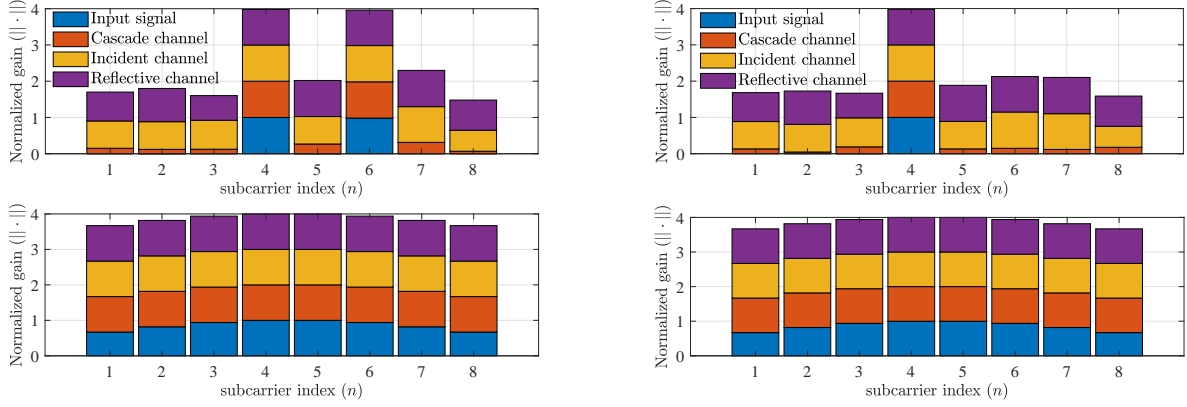 Normalized gain (|| · ||)
4
3
2
1
0
Input signal
Cascade channel
Incident channel
Reflective channel
1 2 3 4 5 6 7 8
subcarrier index (n)
Normalized gain (|| · ||)
4
3
2
1
0
Input signal
Cascade channel
Incident channel
Reflective channel
1 2 3 4 5 6 7 8
subcarrier index (n)
Normalized gain (|| · ||)
4
3
2
1
0
1 2 3 4 5 6 7 8
subcarrier index (n)
Normalized gain (|| · ||)
4
3
2
1
0
1 2 3 4 5 6 7 8
subcarrier index (n)